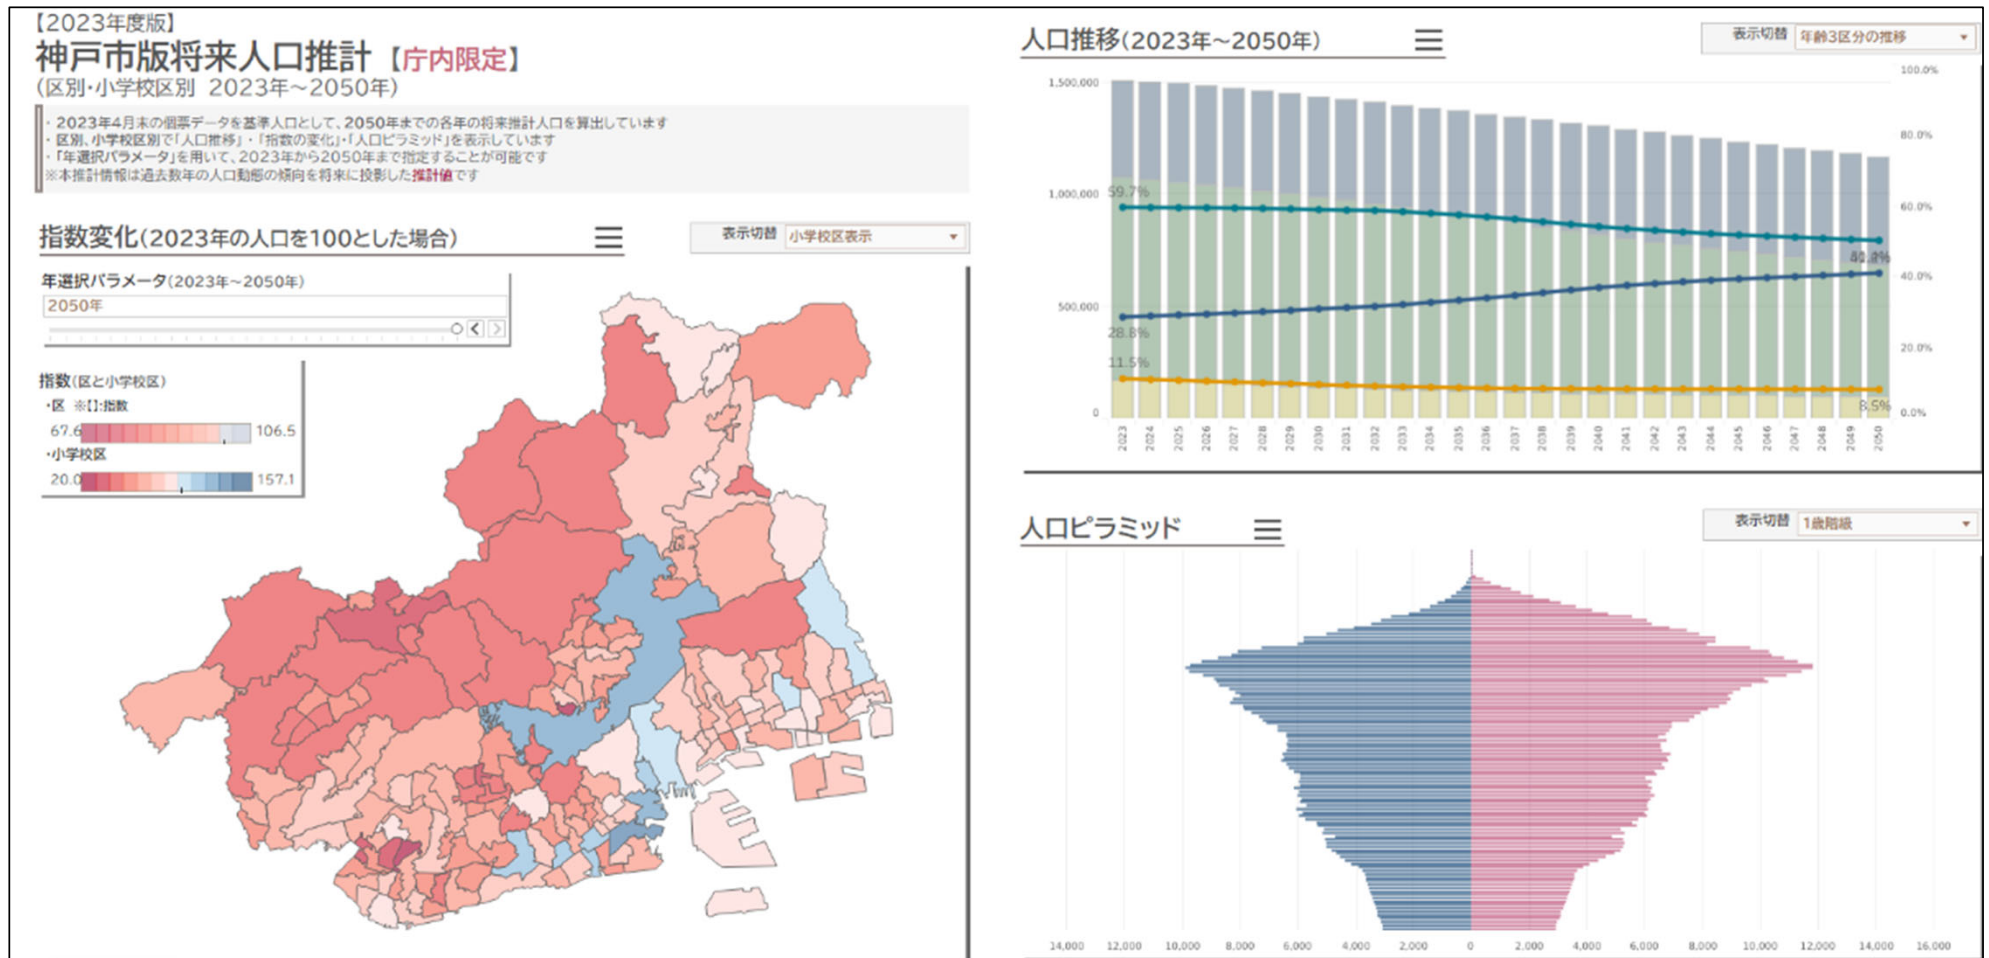 【2023年度版】
神戸市版将来人口推計【庁内限定】
(区別・小学校区別 2023年～2050年)
・2023年4月末の個票データを基準人口として、2050年までの各年の将来推計人口を算出しています
・区別、小学校区別で「人口推移」・「指数の変化」・「人口ピラミッド」を表示しています
・「年選択パラメータ」を用いて、2023年から2050年まで指定することが可能です
※本推計情報は過去数年の人口動態の傾向を将来に投影した推計値です
指数変化(2023年の人口を100とした場合)
表示切替 小学校区表示
年選択パラメータ(2023年～2050年)
2050年
指数(区と小学校区)
・区 ※[]:指数
67.6 106.5
・小学校区
20.0 157.1
人口推移(2023年～2050年)
表示切替 年齢3区分の推移
1,500,000
1,000,000
500,000
0
100.0%
80.0%
60.0%
40.0%
20.0%
0.0%
59.7%
28.8%
11.5%
8.5%
2023 2024 2025 2026 2027 2028 2029 2030 2031 2032 2033 2034 2035 2036 2037 2038 2039 2040 2041 2042 2043 2044 2045 2046 2047 2048 2049 2050
人口ピラミッド
表示切替 1歳階級
14,000 12,000 10,000 8,000 6,000 4,000 2,000 0 2,000 4,000 6,000 8,000 10,000 12,000 14,000 16,000